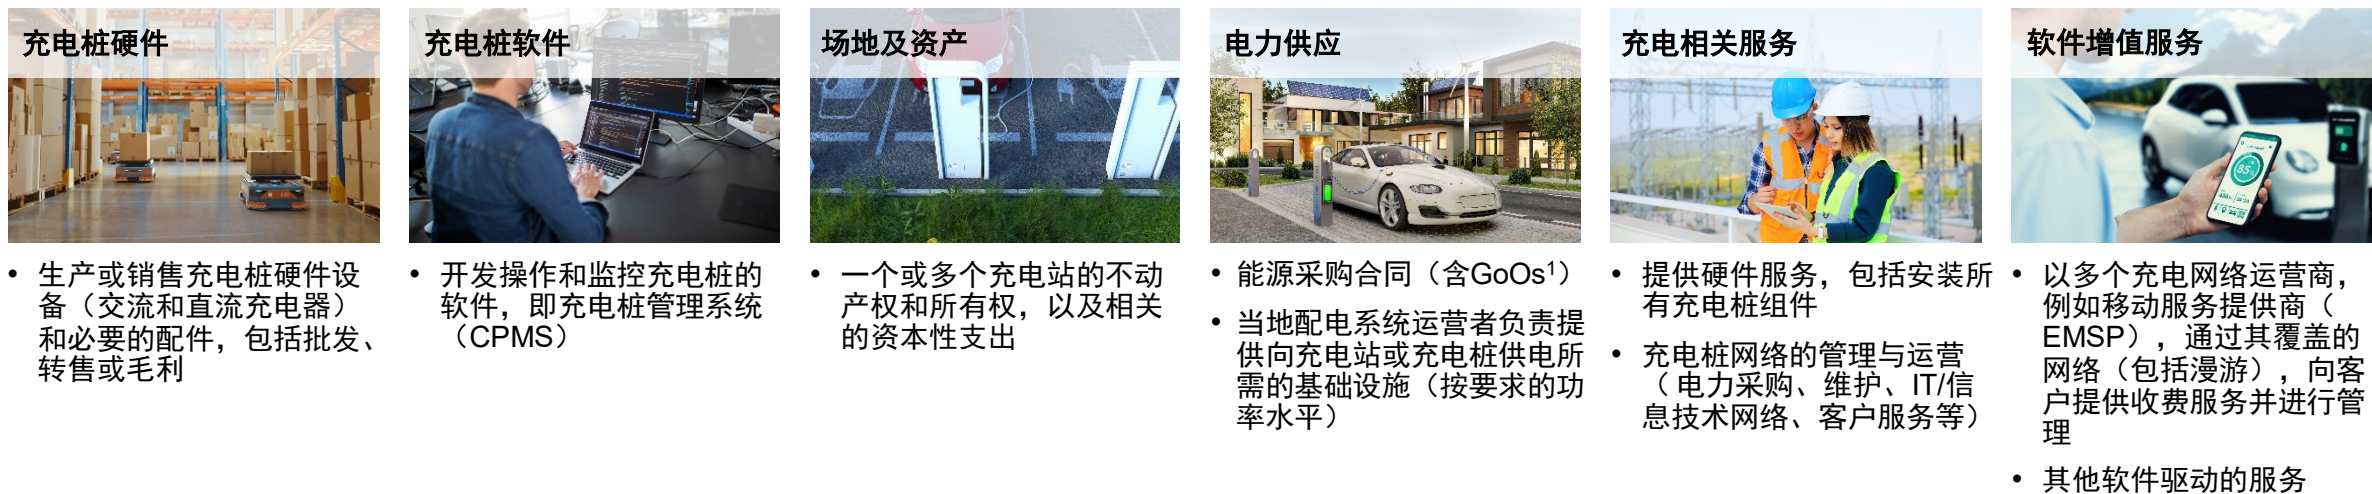 充电桩硬件
• 生产或销售充电桩硬件设
备（交流和直流充电器）
和必要的配件，包括批发、
转售或毛利
充电桩软件
• 开发操作和监控充电桩的
软件，即充电桩管理系统
（CPMS）
场地及资产
• 一个或多个充电站的不动
产权和所有权，以及相关
的资本性支出
电力供应
• 能源采购合同（含GoOs¹）
• 当地配电系统运营者负责提
供向充电站或充电桩供电所
需的基础设施（按要求的功
率水平）
充电相关服务
• 提供硬件服务，包括安装所
有充电桩组件
• 充电桩网络的管理与运营
（ 电力采购、维护、IT/信
息技术网络、客户服务等）
软件增值服务
• 以多个充电网络运营商，
例如移动服务提供商（
EMSP），通过其覆盖的
网络（包括漫游），向客
户提供收费服务并进行管
理
• 其他软件驱动的服务